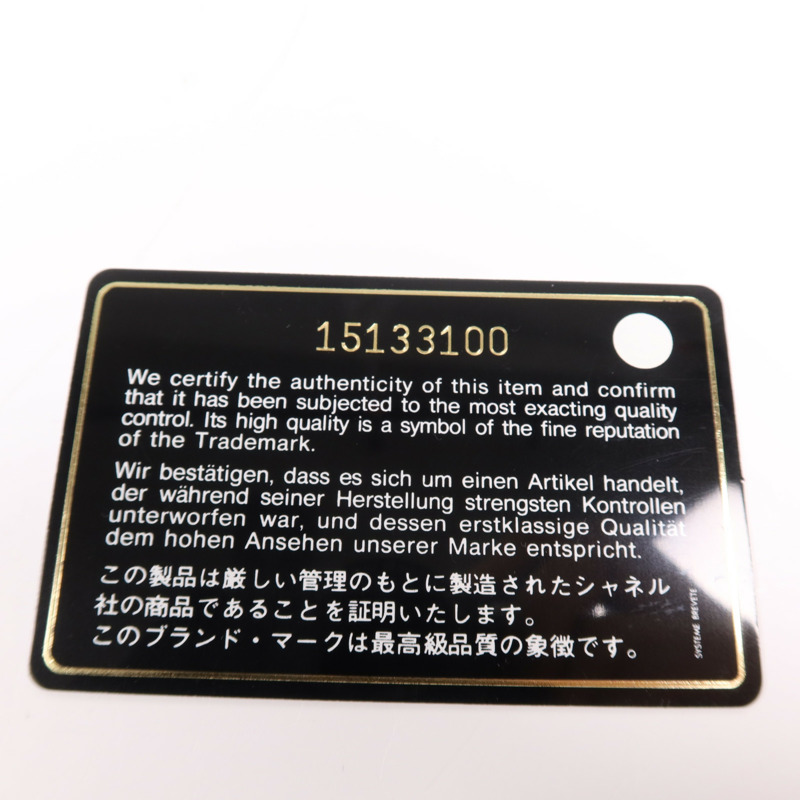 15133100
We certify the authenticity of this item and confirm
that it has been subjected to the most exacting quality
control. Its high quality is a symbol of the fine reputation
of the Trademark.
Wir bestätigen, dass es sich um einen Artikel handelt,
der während seiner Herstellung strengsten Kontrollen
unterworfen war, und dessen erstklassige Qualität
dem hohen Ansehen unserer Marke entspricht.
この製品は厳しい管理のもとに製造されたシャネル
社の商品であることを証明いたします。
このブランド・マークは最高級品質の象徴です。
SYSTEME BREVETE